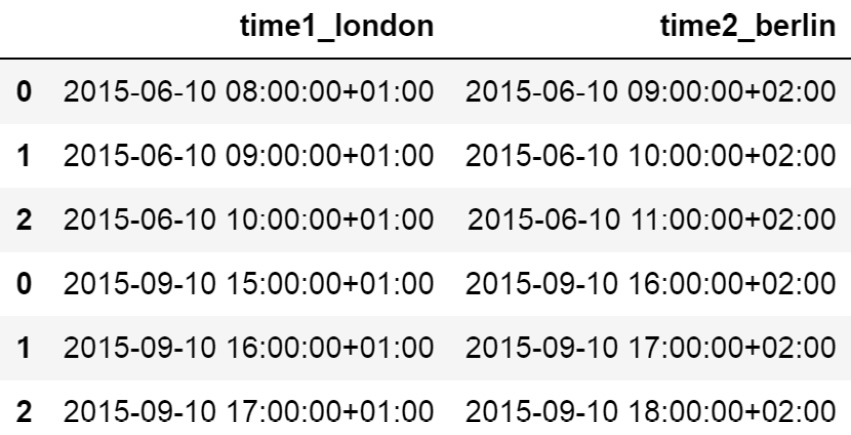 time1_london time2_berlin
0 2015-06-10 08:00:00+01:00 2015-06-10 09:00:00+02:00
1 2015-06-10 09:00:00+01:00 2015-06-10 10:00:00+02:00
2 2015-06-10 10:00:00+01:00 2015-06-10 11:00:00+02:00
0 2015-09-10 15:00:00+01:00 2015-09-10 16:00:00+02:00
1 2015-09-10 16:00:00+01:00 2015-09-10 17:00:00+02:00
2 2015-09-10 17:00:00+01:00 2015-09-10 18:00:00+02:00